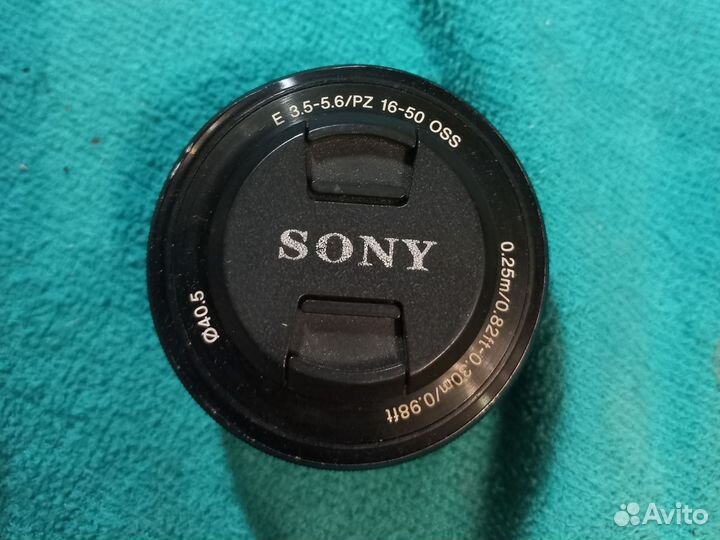 E 3.5-5.6/PZ 16-50 OSS
SONY
0.25m/0.82ft-0.30m/0.98ft
Ø40.5
Avito